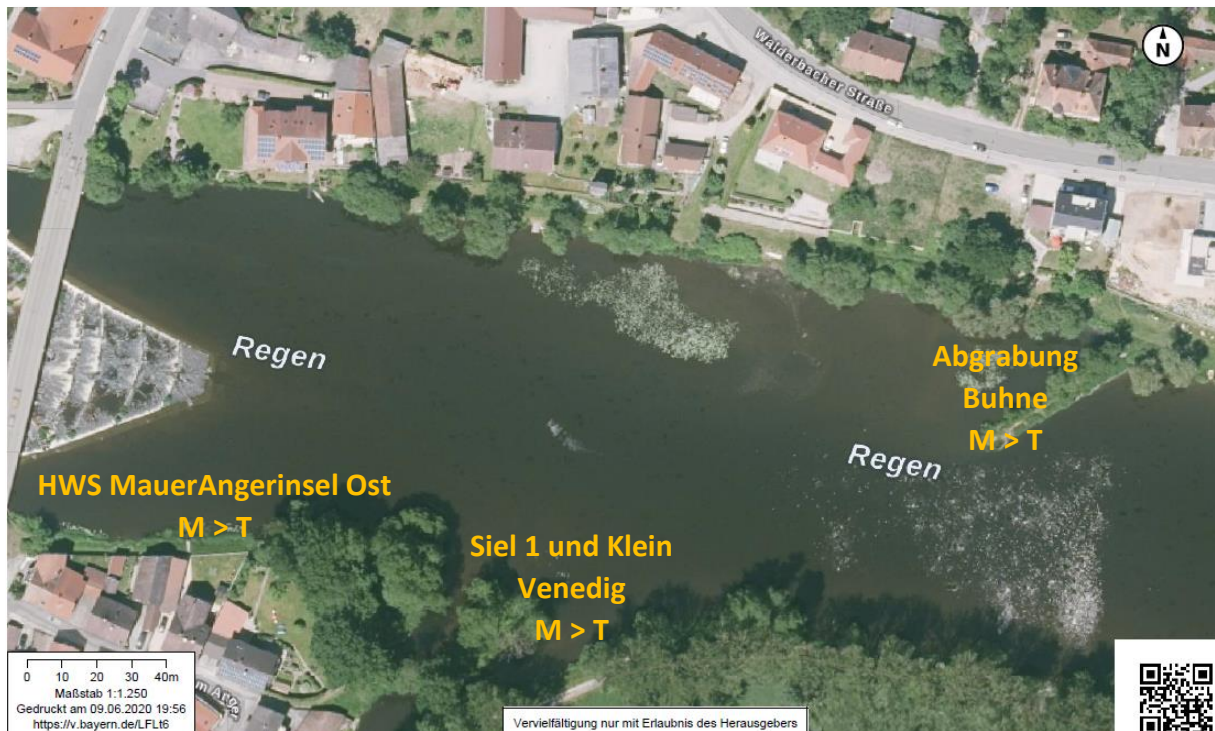 Walderbacher Straße
N
Regen
Abgrabung
Buhne
M > T
Regen
HWS MauerAngerinsel Ost
M > T
Siel 1 und Klein
Venedig
M > T
0 10 20 30 40m
Maßstab 1:1.250
Gedruckt am 09.06.2020 19:56
https://v.bayern.de/LFLt6
m Anger
Vervielfältigung nur mit Erlaubnis des Herausgebers